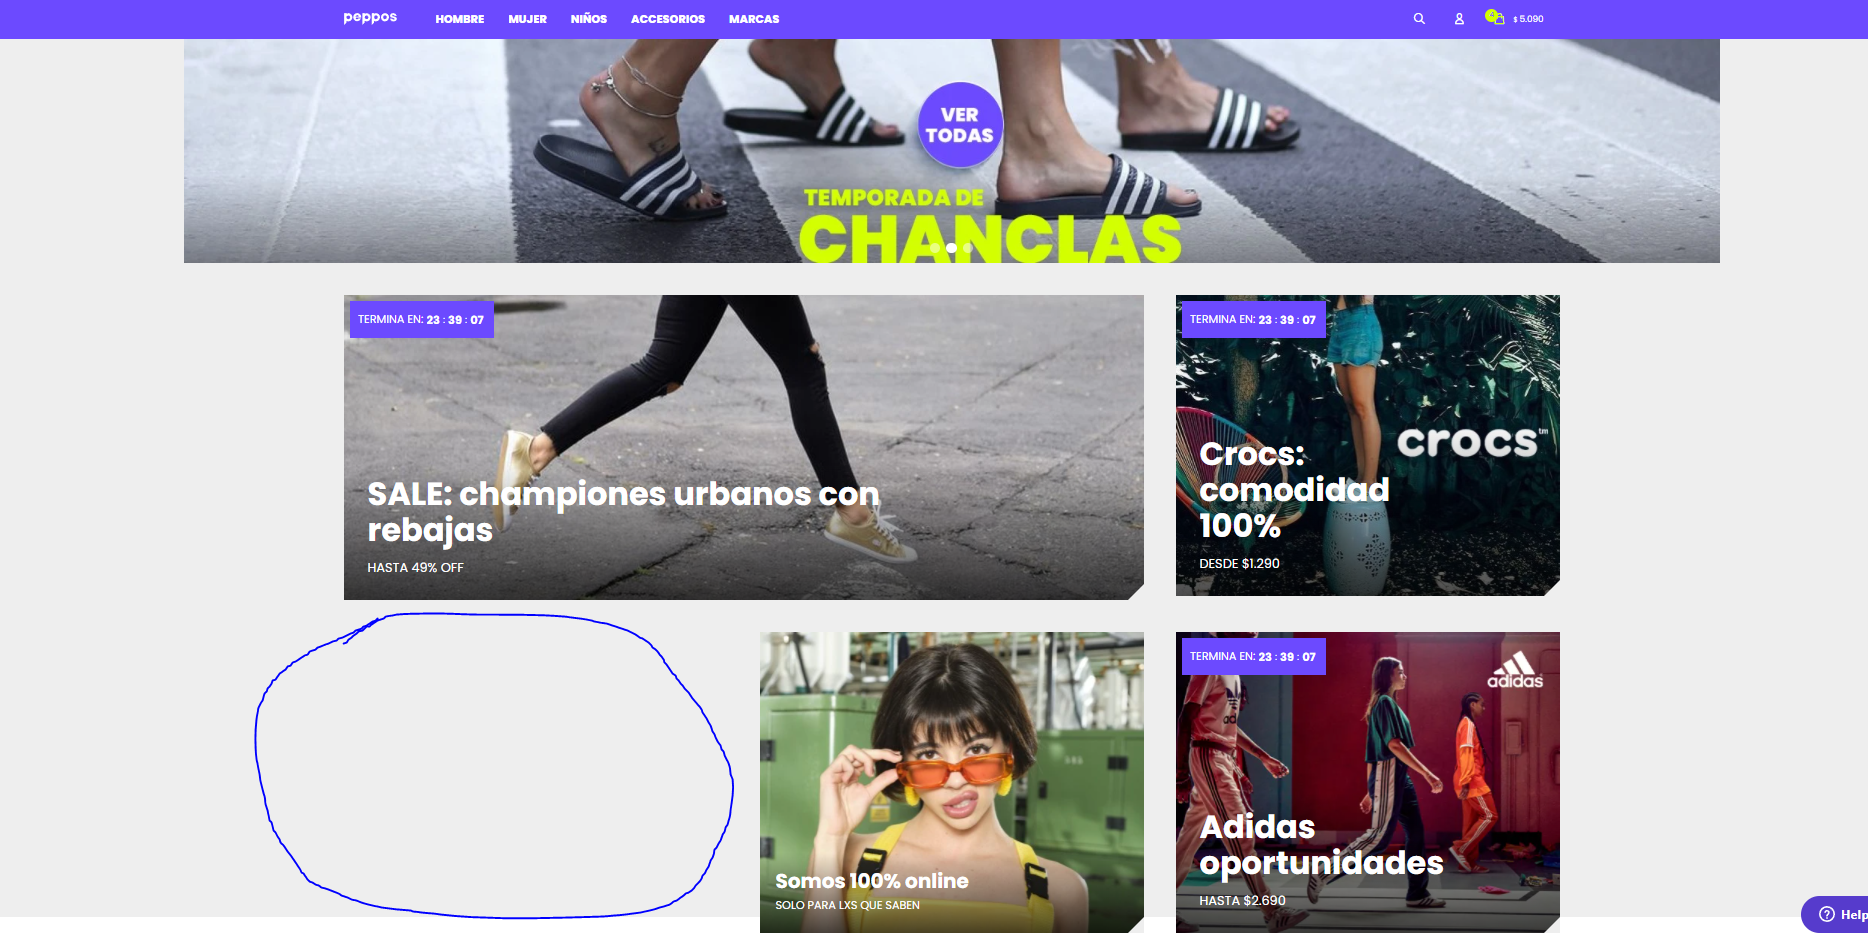 peppos HOMBRE MUJER NIÑOS ACCESORIOS MARCAS $ 5.090
VER
TODAS
TEMPORADA DE
CHANCLAS
TERMINA EN: 23 : 39 : 07
SALE: championes urbanos con
rebajas
HASTA 49% OFF
TERMINA EN: 23 : 39 : 07
crocs™
Crocs:
comodidad
100%
DESDE $1.290
Somos 100% online
SOLO PARA LXS QUE SABEN
TERMINA EN: 23 : 39 : 07
adidas
Adidas
oportunidades
HASTA $2.690
Help